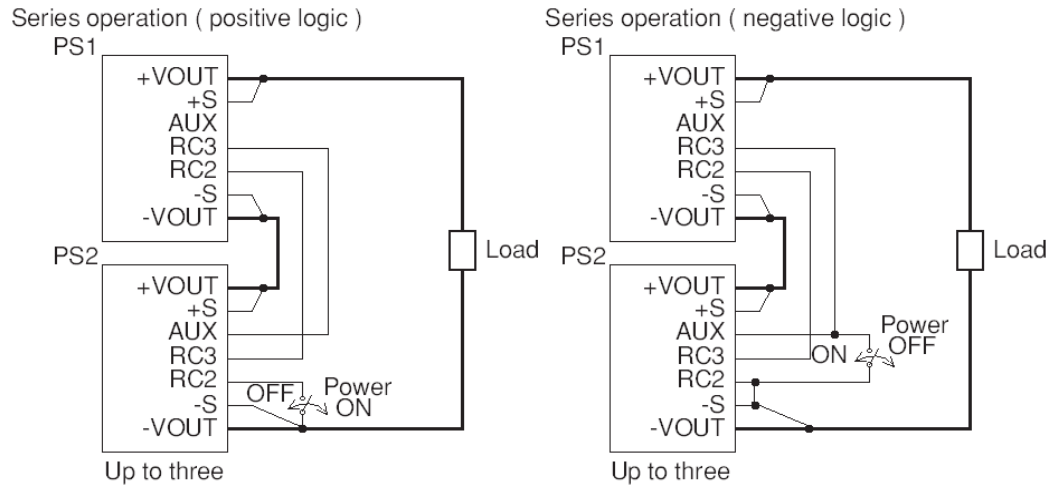 Series operation ( positive logic )
PS1
+VOUT
+S
AUX
RC3
RC2
-S
-VOUT
PS2
+VOUT
+S
AUX
RC3
RC2
-S
-VOUT
Load
OFF
Power
ON
Up to three
Series operation ( negative logic )
PS1
+VOUT
+S
AUX
RC3
RC2
-S
-VOUT
PS2
+VOUT
+S
AUX
RC3
RC2
-S
-VOUT
Load
Power
OFF
ON
Up to three